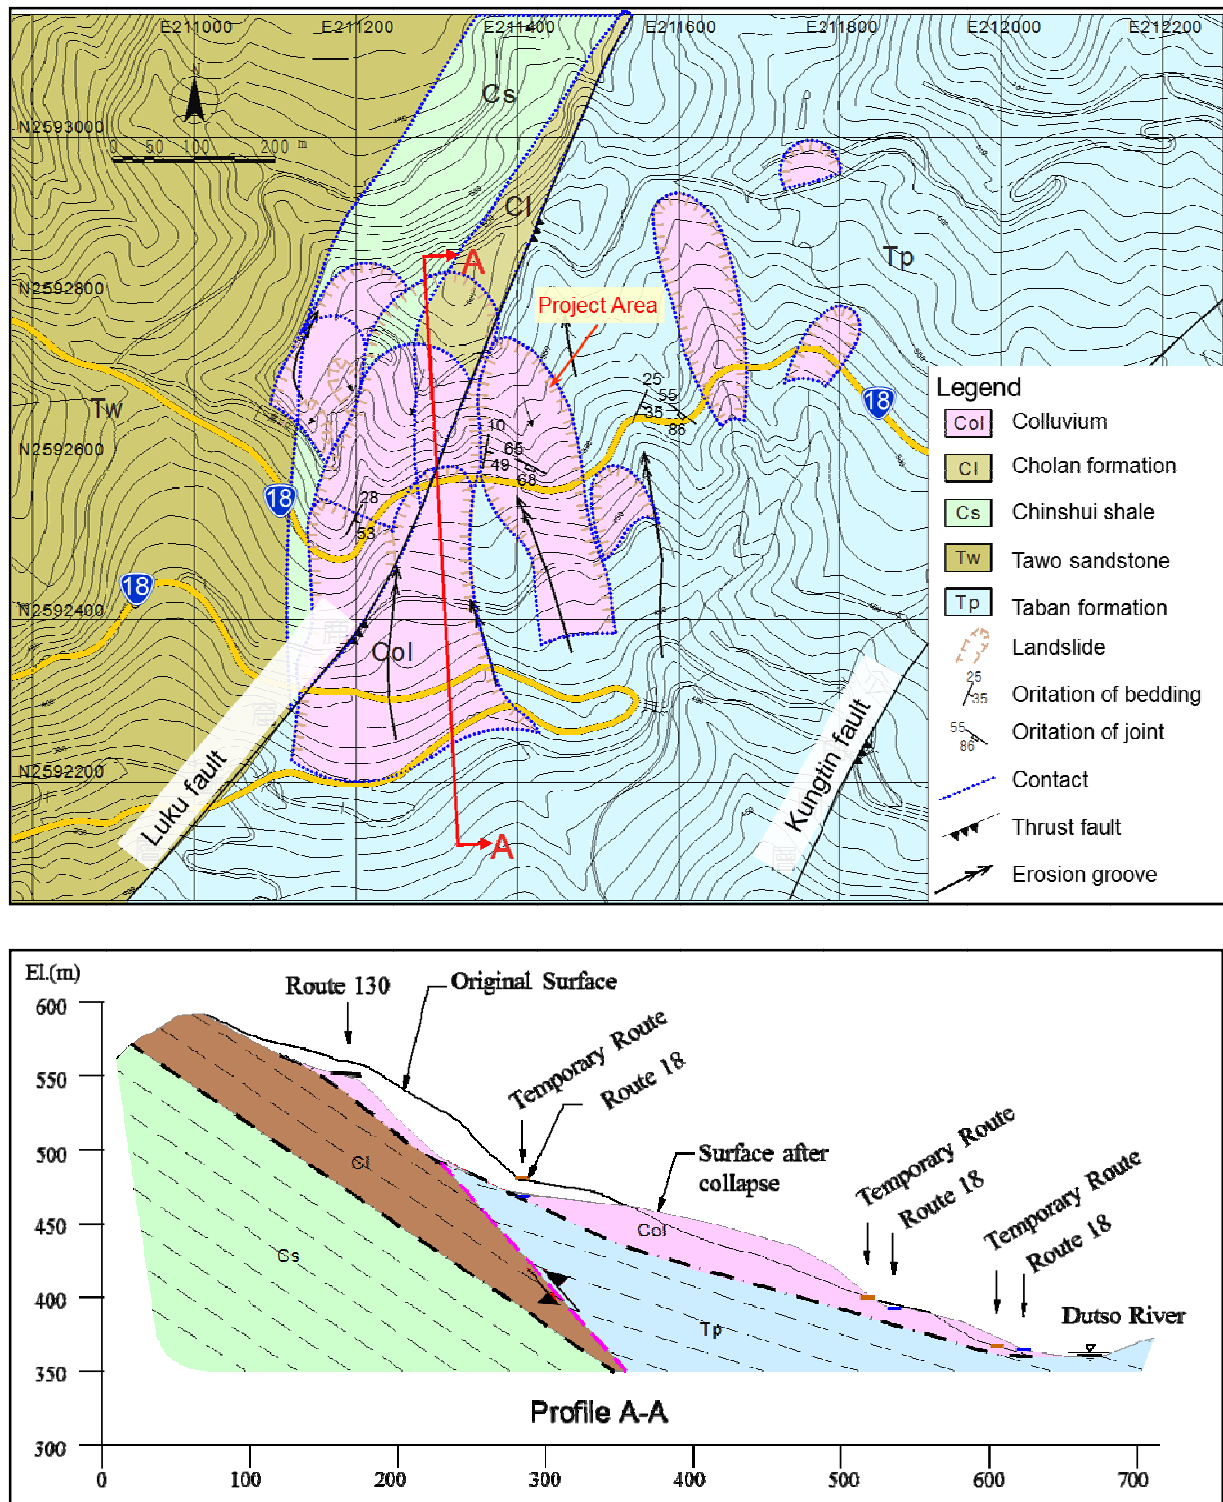 E211000 E211200 E211400 E211600 E211800 E212000 E212200
Cs
N
N2593000
0 50 100 200 m
Cl
Tp
A
N2592800
Project Area
Tw
25
55
35
86
18
10
65
49
68
N2592600
18
28
53
18
N2592400
Col
Luku fault
Kungtin fault
N2592200
A
Legend
Col Colluvium
Cl Cholan formation
Cs Chinshui shale
Tw Tawo sandstone
Tp Taban formation
Landslide
25
35 Oritation of bedding
55
86 Oritation of joint
Contact
Thrust fault
Erosion groove
El.(m)
Route 130
Original Surface
600
Temporary Route
Route 18
550
500
Surface after
collapse
Temporary Route
Route 18
Temporary Route
Route 18
Cl
450
Col
Cs
400
Tp
Dutso River
350
Profile A-A
300
0 100 200 300 400 500 600 700